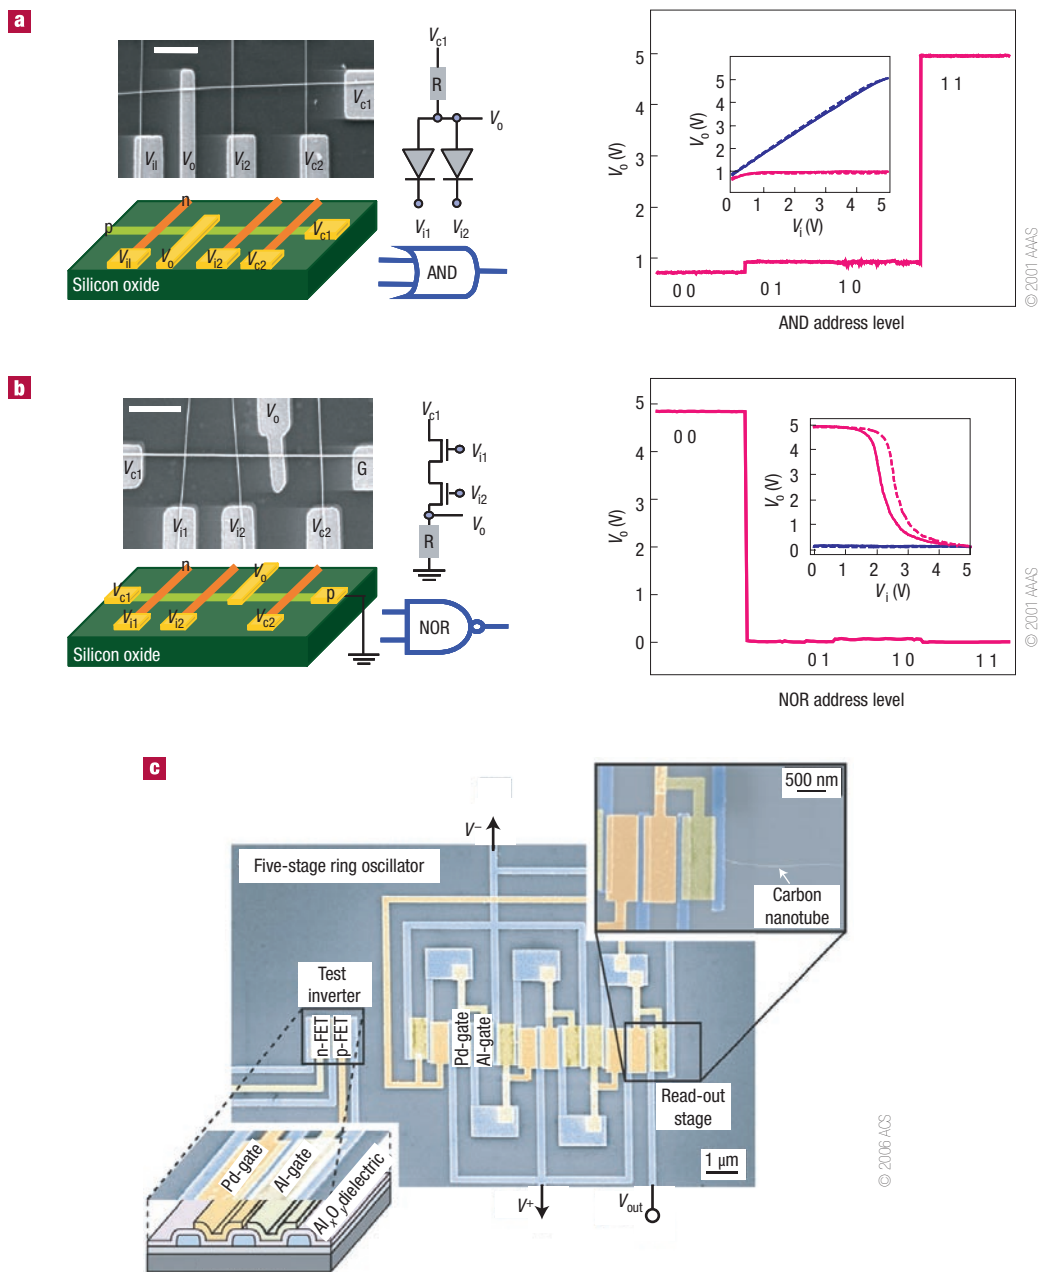 a
V_c1
V_i1
V_o
V_i2
V_c2
n
p
V_i1
V_o
V_i2
V_c2
V_c1
Silicon oxide
V_c1
R
V_o
V_i1
V_i2
AND
V_o (V)
5
4
3
2
1
0 0
0 1
1 0
1 1
V_o (V)
5
4
3
2
1
0
1
2
3
4
5
V_i (V)
AND address level
© 2001 AAAS
b
V_o
V_c1
G
V_i1
V_i2
V_c2
n
V_o
V_c1
p
V_i1
V_i2
V_c2
Silicon oxide
V_c1
V_i1
V_i2
V_o
R
NOR
V_o (V)
5
4
3
2
1
0
0 0
0 1
1 0
1 1
V_o (V)
5
4
3
2
1
0
0
1
2
3
4
5
V_i (V)
NOR address level
© 2001 AAAS
c
500 nm
Carbon
nanotube
V−
Five-stage ring oscillator
Test
inverter
n-FET
p-FET
Pd-gate
Al-gate
Read-out
stage
1 μm
V+
V_out
Pd-gate
Al-gate
Al_xO_y dielectric
© 2006 ACS